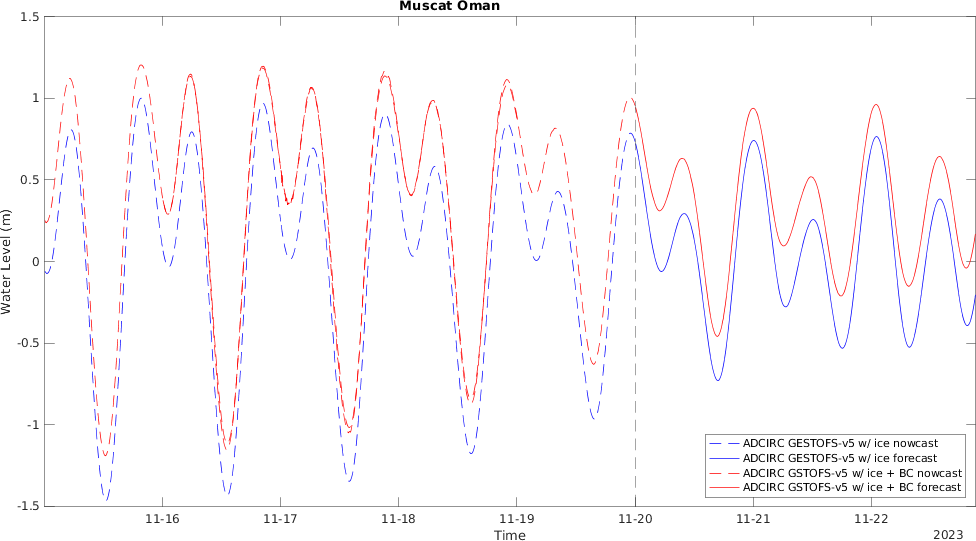 Muscat Oman
1.5
1
0.5
0
-0.5
-1
-1.5
Water Level (m)
11-16
11-17
11-18
11-19
11-20
11-21
11-22
Time
2023
ADCIRC GESTOFS-v5 w/ ice nowcast
ADCIRC GESTOFS-v5 w/ ice forecast
ADCIRC GSTOFS-v5 w/ ice + BC nowcast
ADCIRC GSTOFS-v5 w/ ice + BC forecast